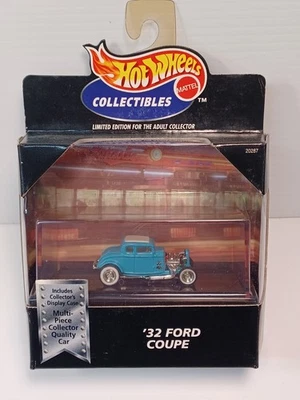 Hot Wheels
MATTEL
COLLECTIBLES
TM
LIMITED EDITION FOR THE ADULT COLLECTOR
20287
Includes
Collector's
Display Case
Multi-
Piece
Collector
Quality
Car
'32 FORD
COUPE